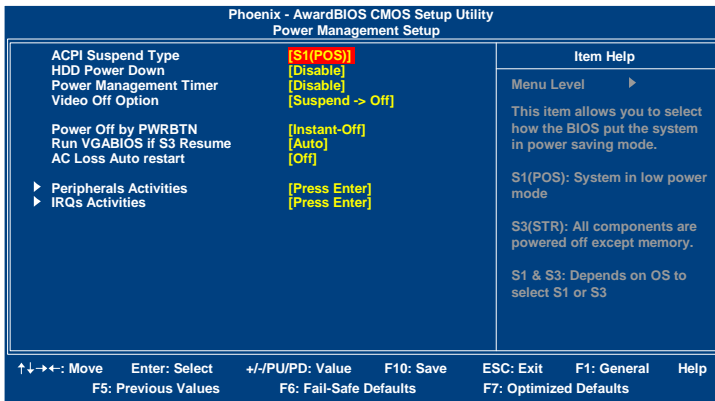 Phoenix - AwardBIOS CMOS Setup Utility
Power Management Setup
ACPI Suspend Type [S1(POS)]
HDD Power Down [Disable]
Power Management Timer [Disable]
Video Off Option [Suspend -> Off]
Power Off by PWRBTN [Instant-Off]
Run VGABIOS if S3 Resume [Auto]
AC Loss Auto restart [Off]
Peripherals Activities [Press Enter]
IRQs Activities [Press Enter]
Item Help
Menu Level
This item allows you to select
how the BIOS put the system
in power saving mode.
S1(POS): System in low power
mode
S3(STR): All components are
powered off except memory.
S1 & S3: Depends on OS to
select S1 or S3
↑↓→←: Move Enter: Select +/-/PU/PD: Value F10: Save ESC: Exit F1: General Help
F5: Previous Values F6: Fail-Safe Defaults F7: Optimized Defaults